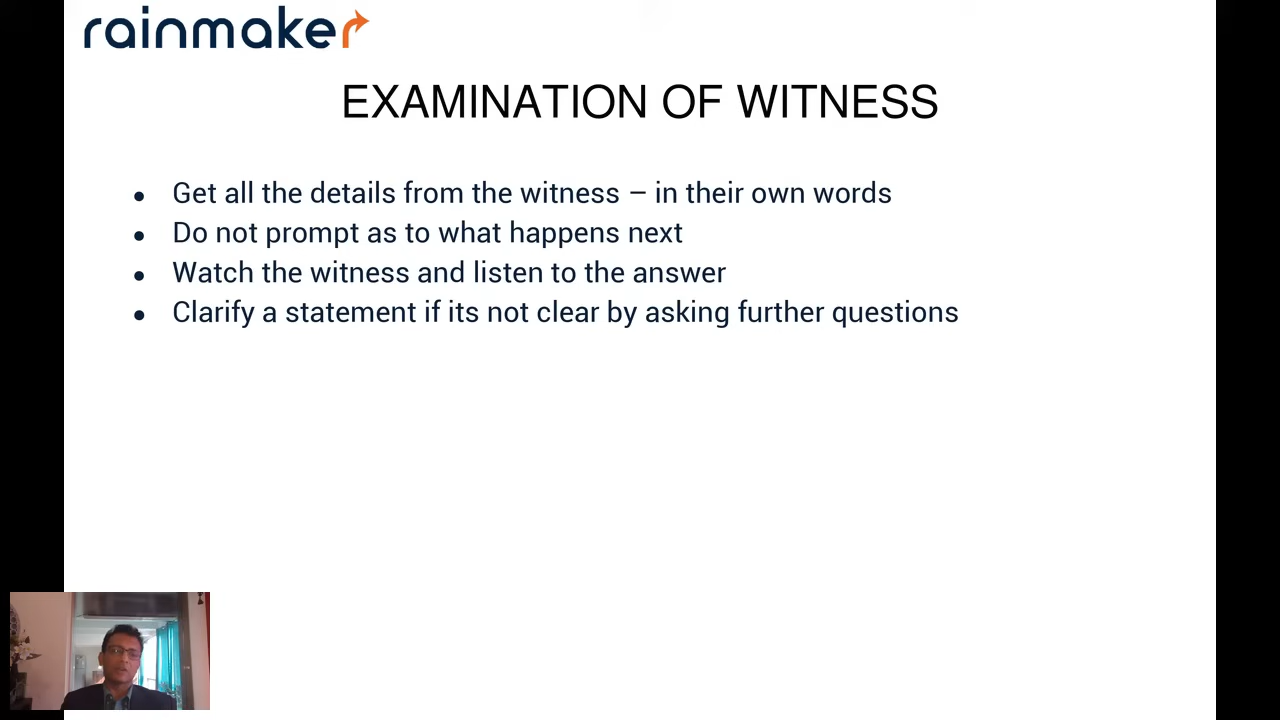 rainmaker
EXAMINATION OF WITNESS
● Get all the details from the witness – in their own words
● Do not prompt as to what happens next
● Watch the witness and listen to the answer
● Clarify a statement if its not clear by asking further questions